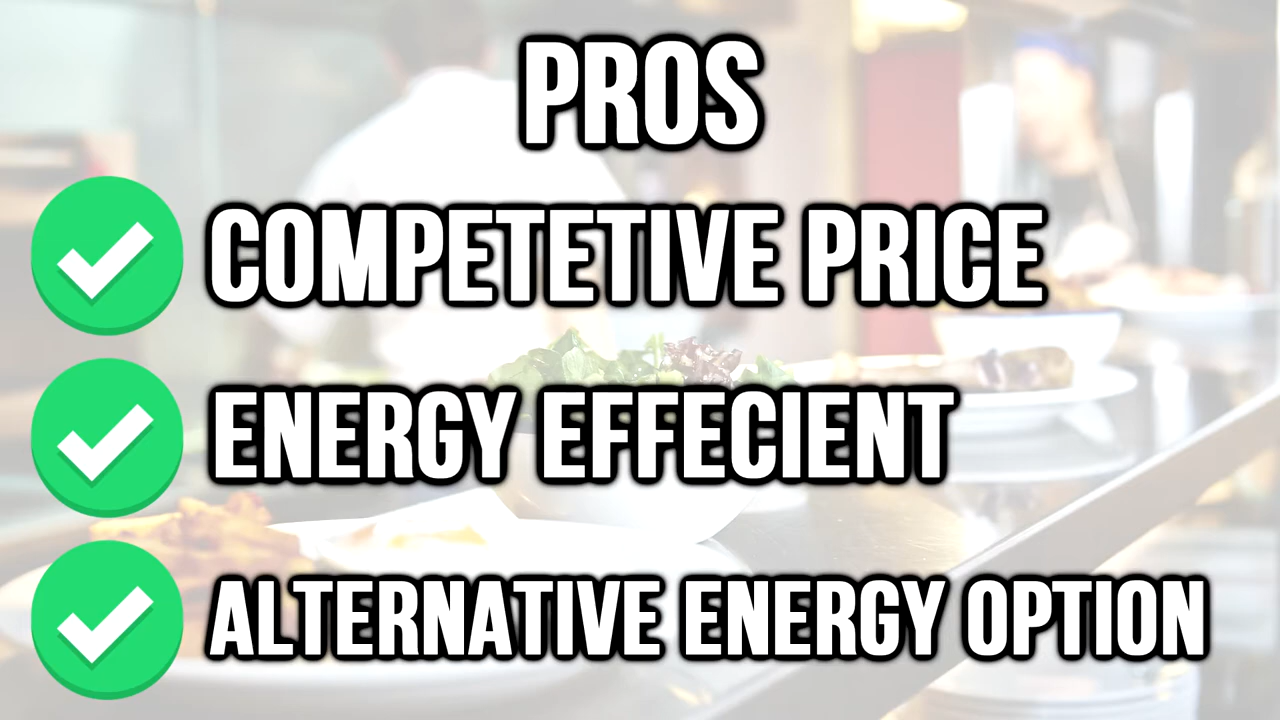 PROS
COMPETETIVE PRICE
ENERGY EFFECIENT
ALTERNATIVE ENERGY OPTION